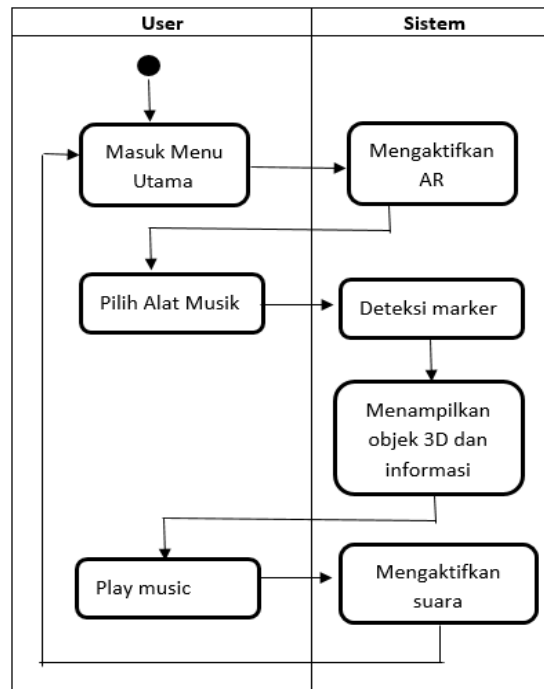 User
Sistem
Masuk Menu
Utama
Mengaktifkan
AR
Pilih Alat Musik
Deteksi marker
Menampilkan
objek 3D dan
informasi
Play music
Mengaktifkan
suara